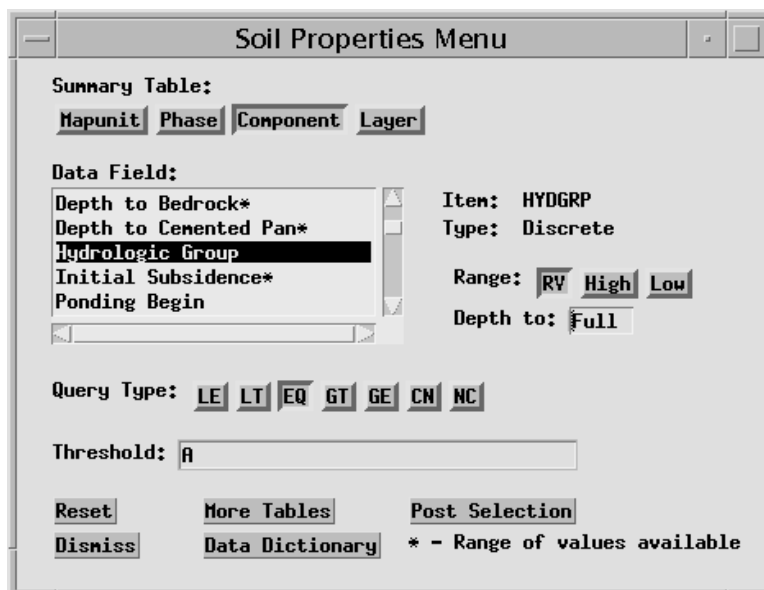 Soil Properties Menu
Summary Table:
Mapunit Phase Component Layer
Data Field:
Depth to Bedrock*
Depth to Cemented Pan*
Hydrologic Group
Initial Subsidence*
Ponding Begin
Item: HYDGRP
Type: Discrete
Range: RV High Low
Depth to: Full
Query Type: LE LT EQ GT GE CN NC
Threshold: A
Reset More Tables Post Selection
Dismiss Data Dictionary * - Range of values available